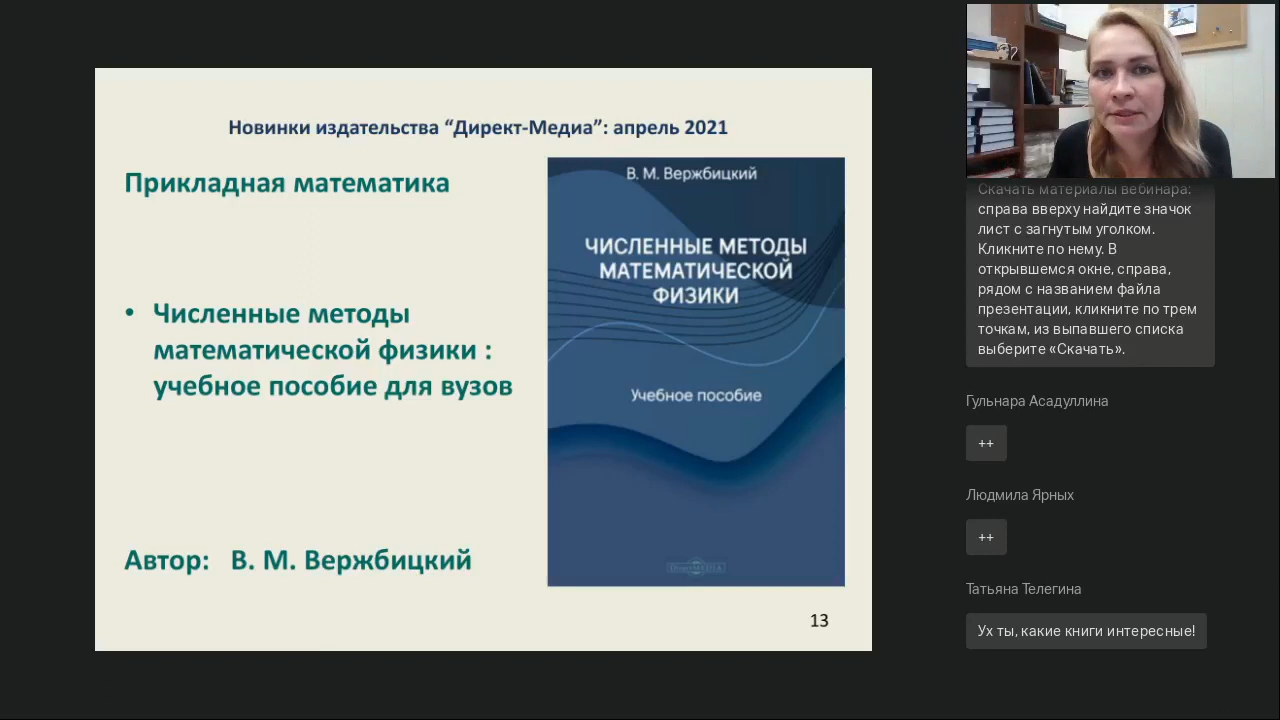 Новинки издательства “Директ-Медиа”: апрель 2021
Прикладная математика
• Численные методы
математической физики :
учебное пособие для вузов
Автор: В. М. Вержбицкий
В. М. Вержбицкий
ЧИСЛЕННЫЕ МЕТОДЫ
МАТЕМАТИЧЕСКОЙ
ФИЗИКИ
Учебное пособие
13
Скачать материалы вебинара:
справа вверху найдите значок
лист с загнутым уголком.
Кликните по нему. В
открывшемся окне, справа,
рядом с названием файла
презентации, кликните по трем
точкам, из выпавшего списка
выберите «Скачать».
Гульнара Асадуллина
++
Людмила Ярных
++
Татьяна Телегина
Ух ты, какие книги интересные!